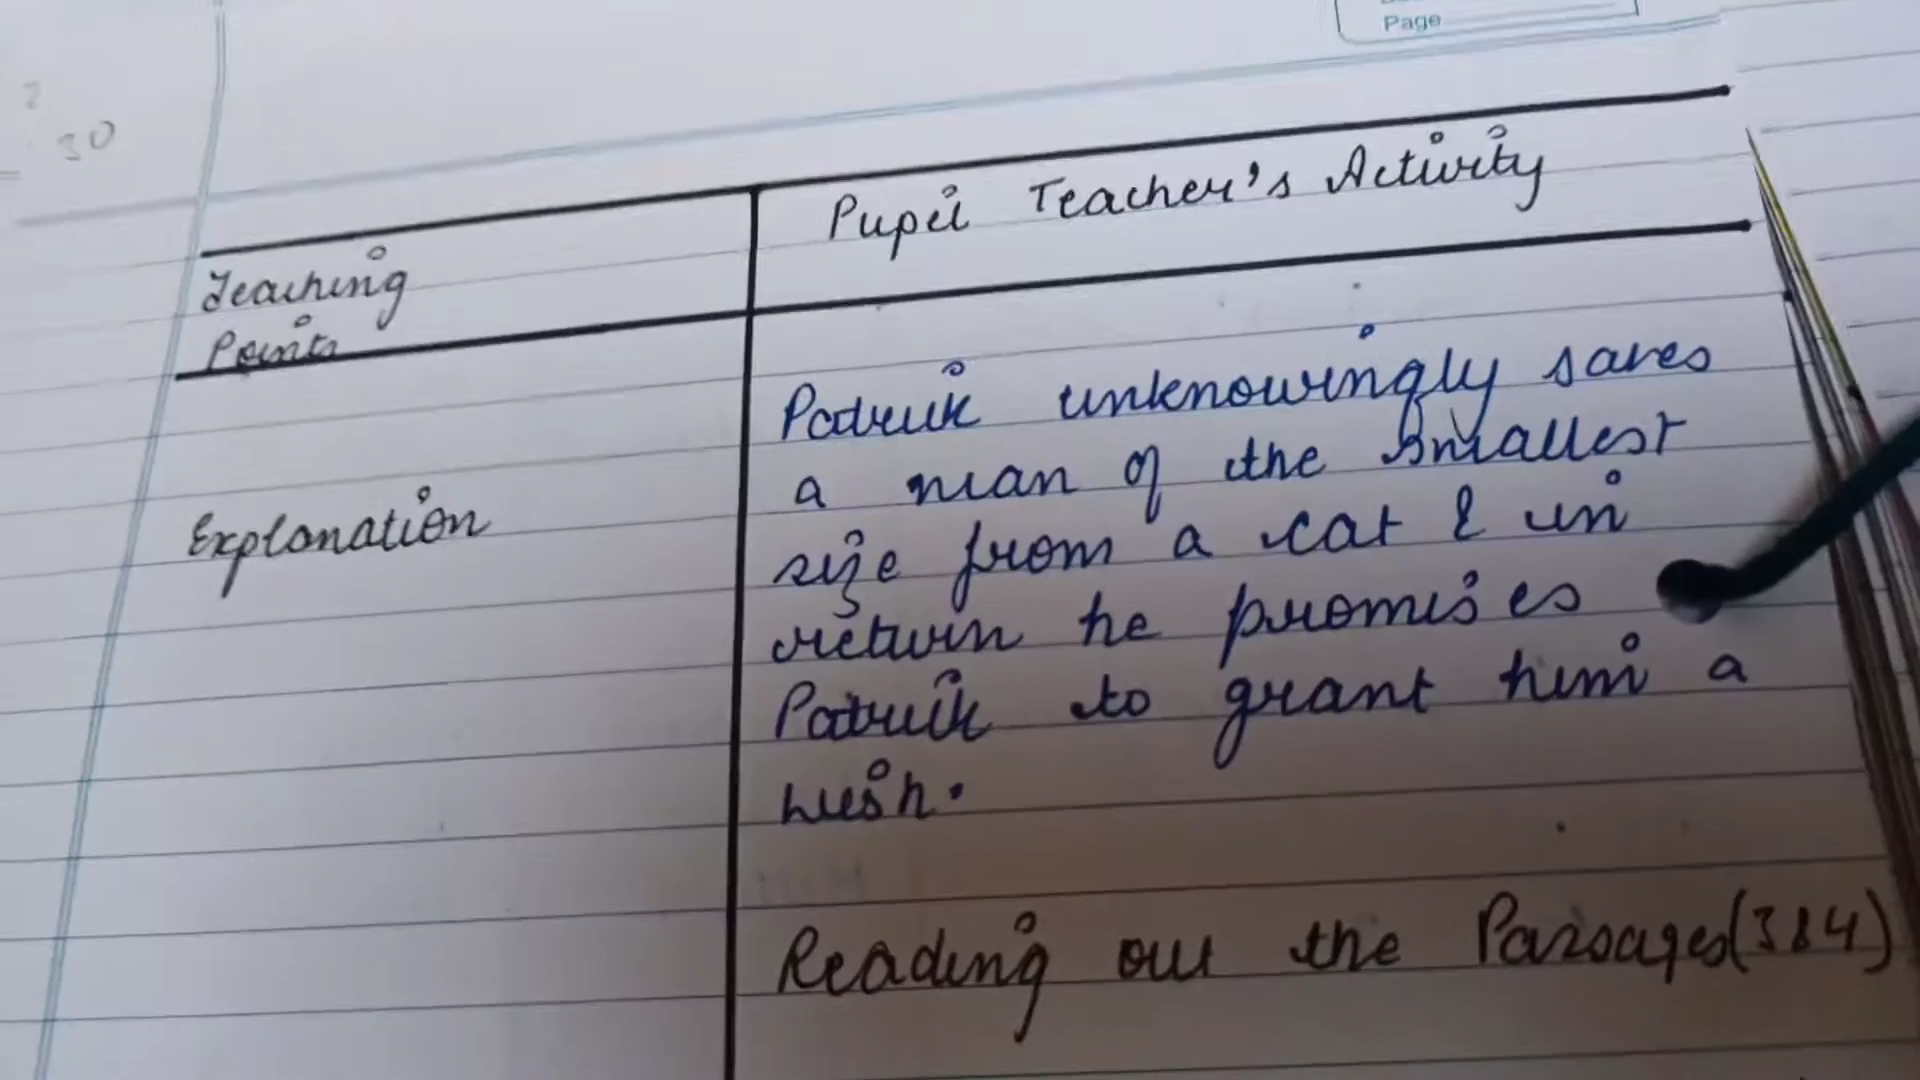 Page
30
Pupil Teacher's Activity
Teaching
Points
Patrick unknowingly saves
a man of the smallest
Explanation
size from a cat & in
return he promises
Patrick to grant him a
wish.
Reading out the Passages(3&4)